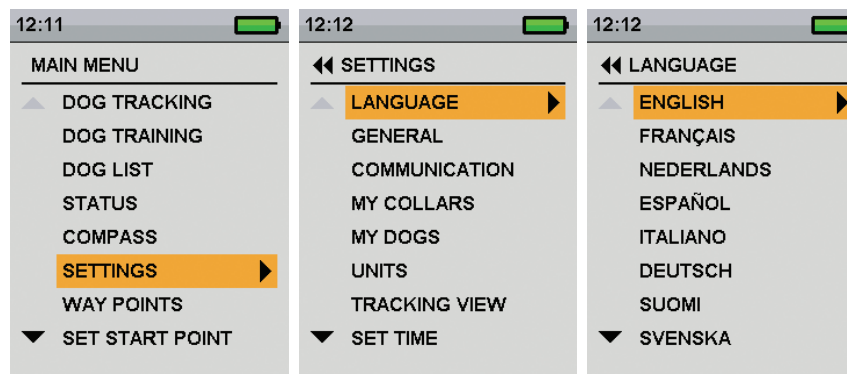 12:11
MAIN MENU
DOG TRACKING
DOG TRAINING
DOG LIST
STATUS
COMPASS
SETTINGS
WAY POINTS
SET START POINT
12:12
SETTINGS
LANGUAGE
GENERAL
COMMUNICATION
MY COLLARS
MY DOGS
UNITS
TRACKING VIEW
SET TIME
12:12
LANGUAGE
ENGLISH
FRANÇAIS
NEDERLANDS
ESPAÑOL
ITALIANO
DEUTSCH
SUOMI
SVENSKA